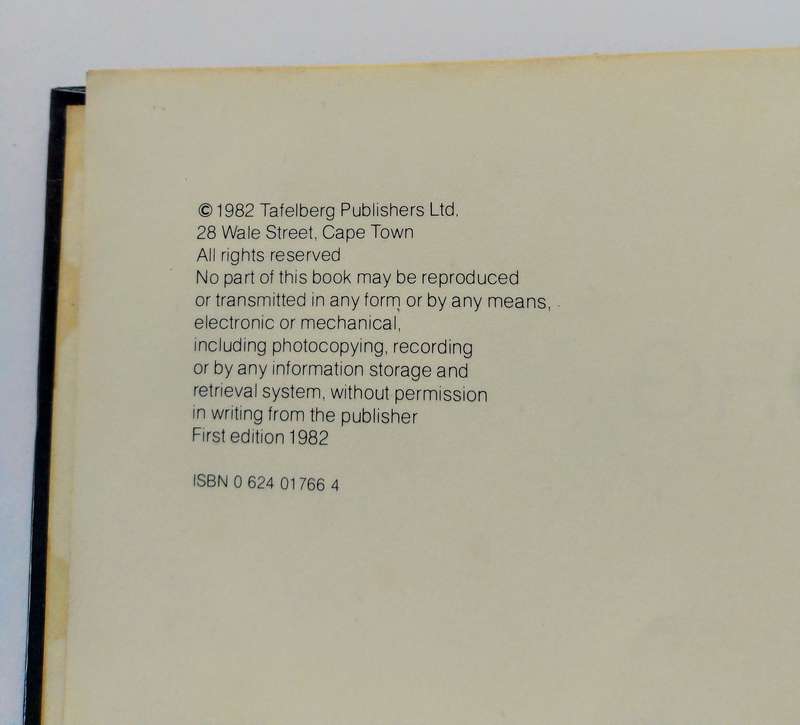 © 1982 Tafelberg Publishers Ltd,
28 Wale Street, Cape Town
All rights reserved
No part of this book may be reproduced
or transmitted in any form or by any means,
electronic or mechanical,
including photocopying, recording
or by any information storage and
retrieval system, without permission
in writing from the publisher
First edition 1982
ISBN 0 624 01766 4